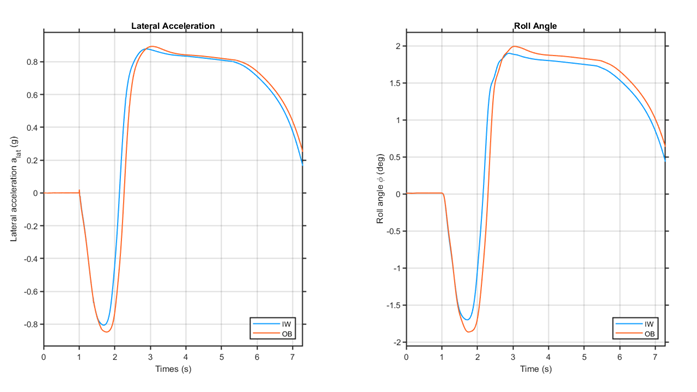 Lateral Acceleration
Lateral acceleration a_lat (g)
0.8
0.6
0.4
0.2
0
-0.2
-0.4
-0.6
-0.8
0 1 2 3 4 5 6 7
Times (s)
IW
OB
Roll Angle
Roll angle ϕ (deg)
2
1.5
1
0.5
0
-0.5
-1
-1.5
-2
0 1 2 3 4 5 6 7
Time (s)
IW
OB